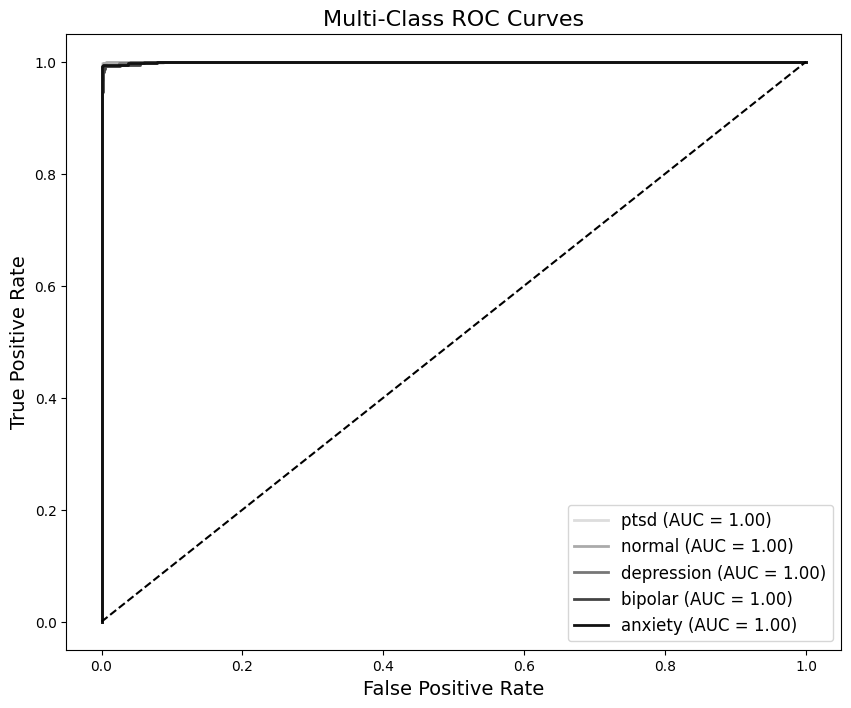 Multi-Class ROC Curves
True Positive Rate
1.0
0.8
0.6
0.4
0.2
0.0
0.0 0.2 0.4 0.6 0.8 1.0
False Positive Rate
ptsd (AUC = 1.00)
normal (AUC = 1.00)
depression (AUC = 1.00)
bipolar (AUC = 1.00)
anxiety (AUC = 1.00)